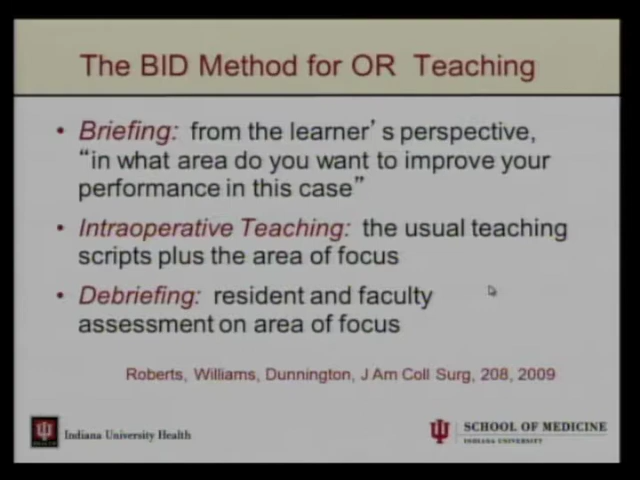 The BID Method for OR Teaching
• Briefing: from the learner’s perspective,
“in what area do you want to improve your
performance in this case”
• Intraoperative Teaching: the usual teaching
scripts plus the area of focus
• Debriefing: resident and faculty
assessment on area of focus
Roberts, Williams, Dunnington, J Am Coll Surg, 208, 2009
Indiana University Health
SCHOOL OF MEDICINE
INDIANA UNIVERSITY